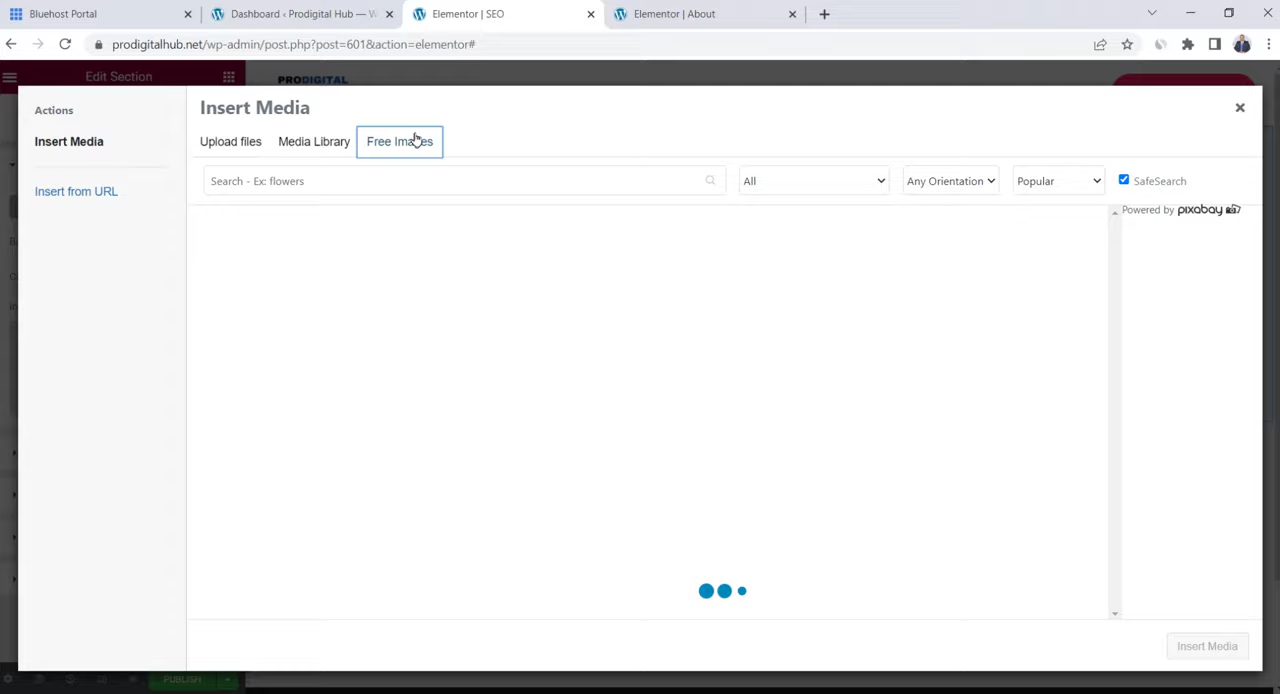 Bluehost Portal
Dashboard ‹ Prodigital Hub — W
Elementor | SEO
Elementor | About
prodigitalhub.net/wp-admin/post.php?post=601&action=elementor#
Edit Section
PRODIGITAL
Actions
Insert Media
Insert from URL
Insert Media
Upload files
Media Library
Free Images
Search - Ex: flowers
All
Any Orientation
Popular
SafeSearch
Powered by pixabay
Insert Media
PUBLISH